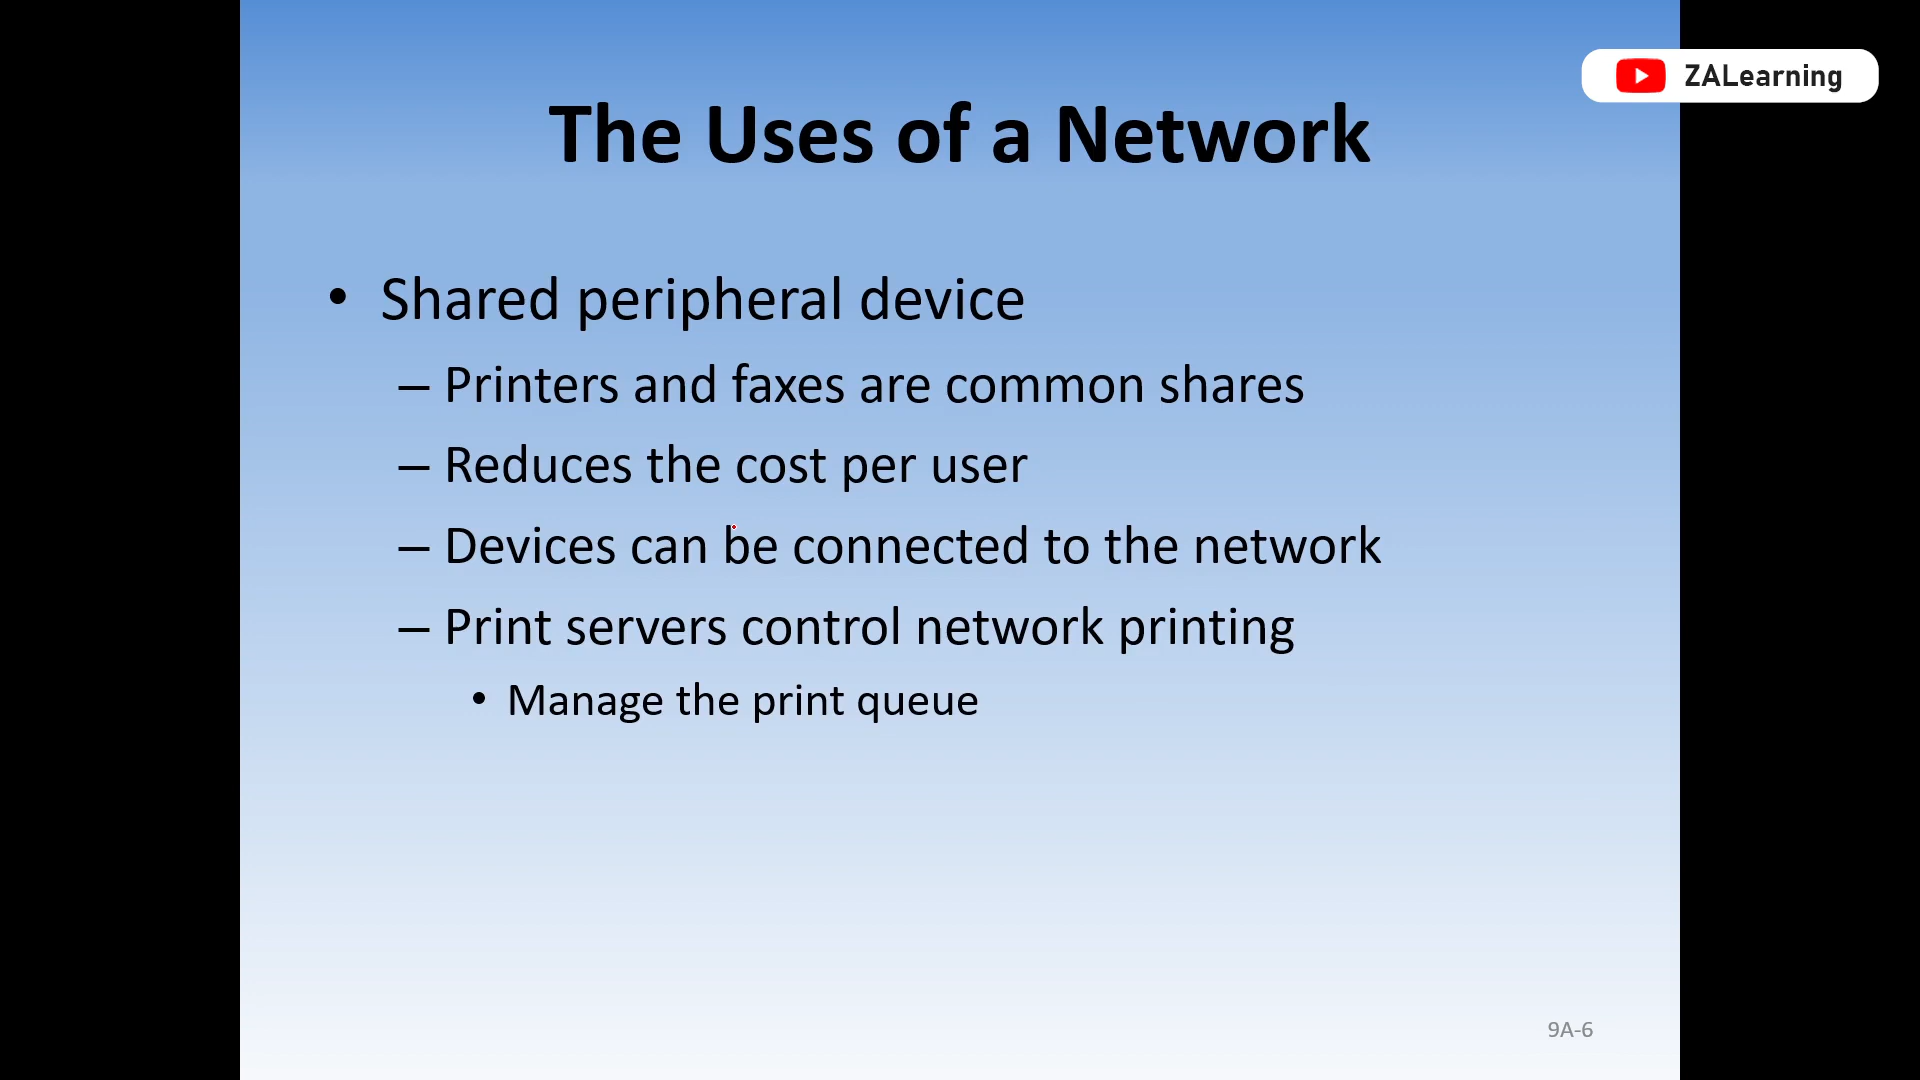 ZALearning
The Uses of a Network
• Shared peripheral device
– Printers and faxes are common shares
– Reduces the cost per user
– Devices can be connected to the network
– Print servers control network printing
• Manage the print queue
9A-6